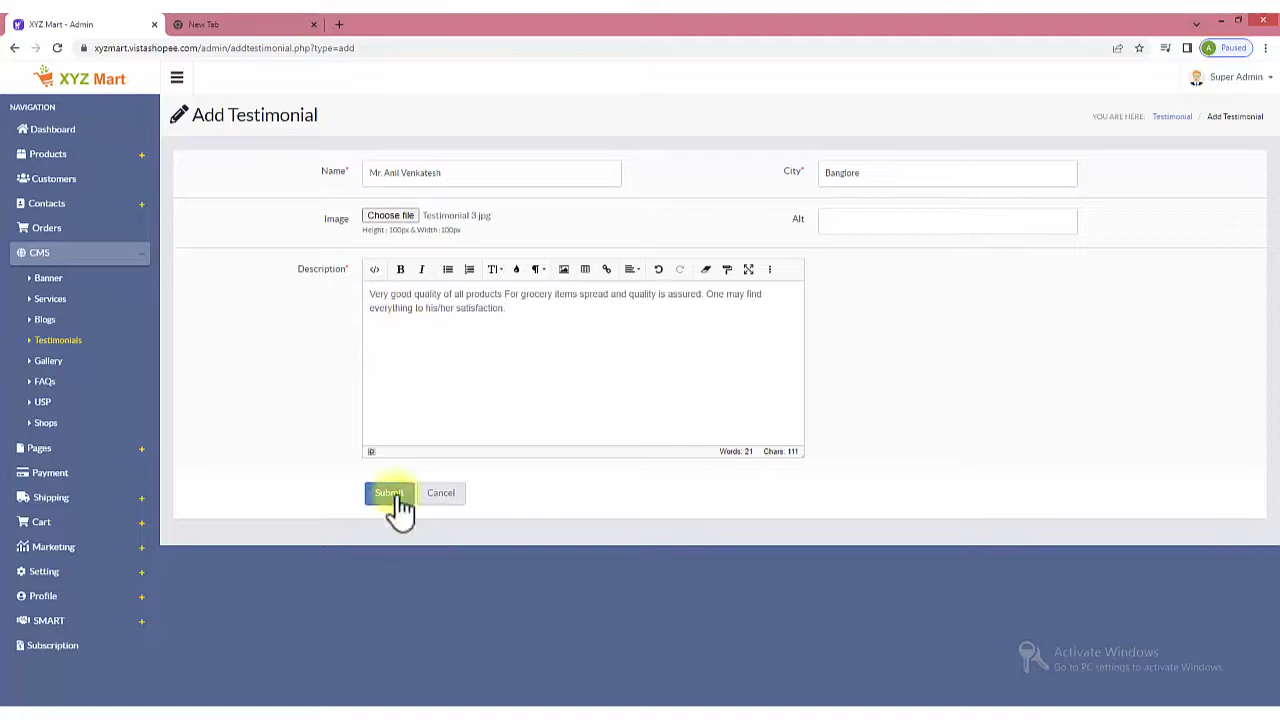 XYZ Mart - Admin
New Tab
xyzmart.vistashopee.com/admin/addtestimonial.php?type=add
A Paused
XYZ Mart
Super Admin
NAVIGATION
Dashboard
Products
Customers
Contacts
Orders
CMS
Banner
Services
Blogs
Testimonials
Gallery
FAQs
USP
Shops
Pages
Payment
Shipping
Cart
Marketing
Setting
Profile
SMART
Subscription
Add Testimonial
YOU ARE HERE: Testimonial / Add Testimonial
Name* Mr. Anil Venkatesh
City* Banglore
Image Choose file Testimonial 3.jpg
Height : 100px & Width :100px
Alt
Description*
Very good quality of all products For grocery items spread and quality is assured. One may find
everything to his/her satisfaction.
Words: 21 Chars: 111
Submit Cancel
Activate Windows
Go to PC settings to activate Windows.